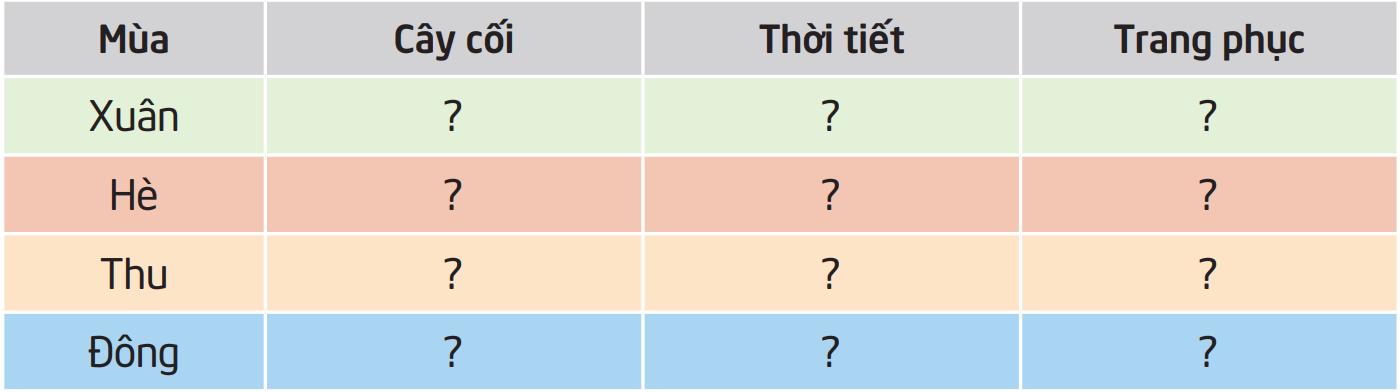 Mùa Cây cối Thời tiết Trang phục
Xuân ? ? ?
Hè ? ? ?
Thu ? ? ?
Đông ? ? ?